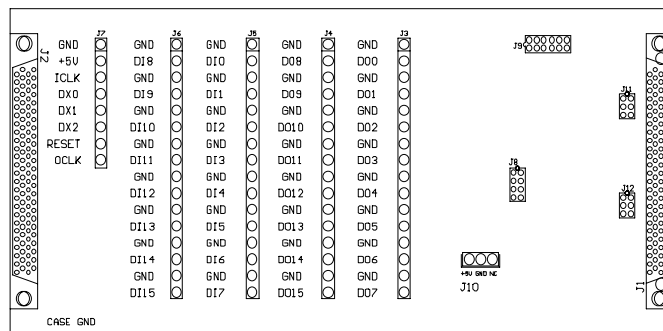 J7 J6 J5 J4 J3
GND GND GND GND GND J9
J2 +5V DI8 DI0 DO8 DO0
ICLK GND GND GND GND
DX0 DI9 DI1 DO9 DO1 J11
DX1 GND GND GND GND
DX2 DI10 DI2 DO10 DO2
RESET GND GND GND GND
OCLK DI11 DI3 DO11 DO3 J8
GND GND GND GND
DI12 DI4 DO12 DO4 J12
GND GND GND GND
DI13 DI5 DO13 DO5
GND GND GND GND
DI14 DI6 DO14 DO6
GND GND GND GND +5V GND NC
DI15 DI7 DO15 DO7 J10 J1
CASE GND